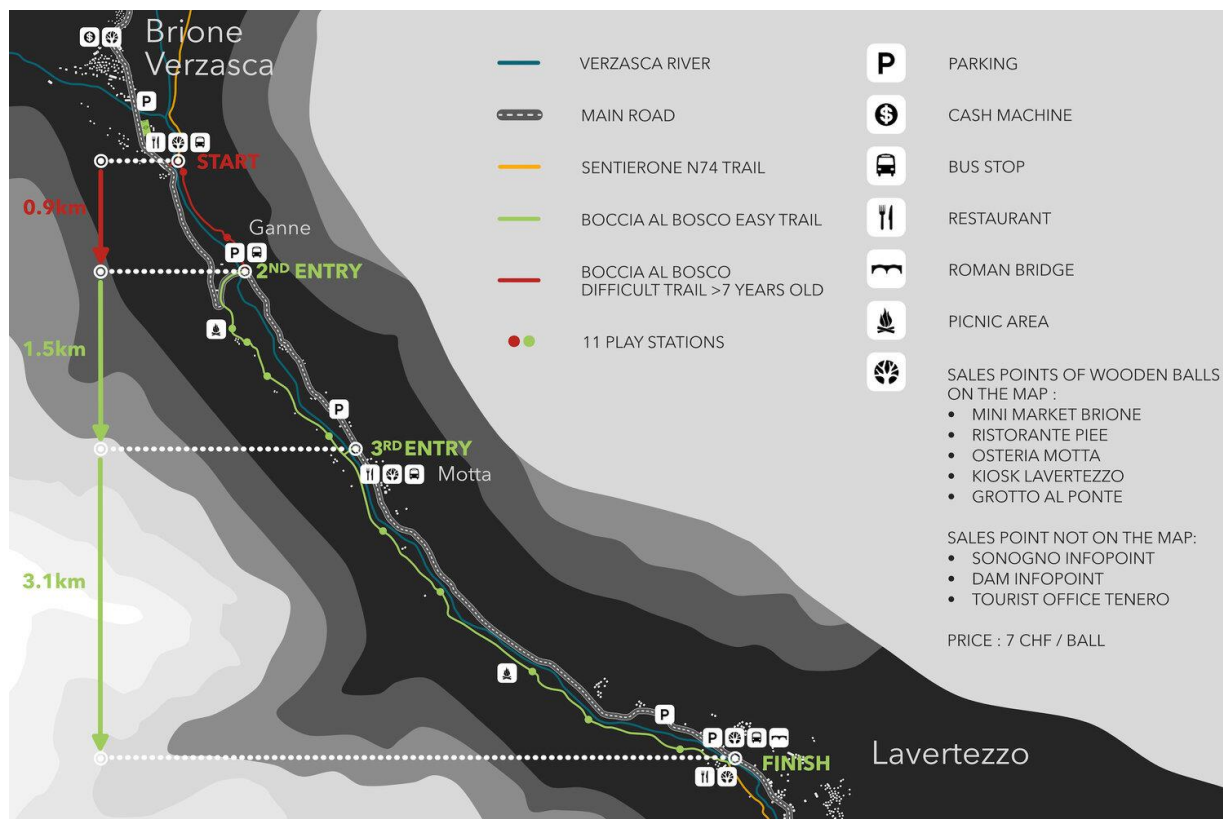 Brione
Verzasca
START
0.9km
Ganne
2ND ENTRY
1.5km
3RD ENTRY
Motta
3.1km
FINISH
Lavertezzo
VERZASCA RIVER
MAIN ROAD
SENTIERONE N74 TRAIL
BOCCIA AL BOSCO EASY TRAIL
BOCCIA AL BOSCO
DIFFICULT TRAIL >7 YEARS OLD
11 PLAY STATIONS
P PARKING
$ CASH MACHINE
BUS STOP
RESTAURANT
ROMAN BRIDGE
PICNIC AREA
SALES POINTS OF WOODEN BALLS
ON THE MAP :
• MINI MARKET BRIONE
• RISTORANTE PIEE
• OSTERIA MOTTA
• KIOSK LAVERTEZZO
• GROTTO AL PONTE
SALES POINT NOT ON THE MAP:
• SONOGNO INFOPOINT
• DAM INFOPOINT
• TOURIST OFFICE TENERO
PRICE : 7 CHF / BALL